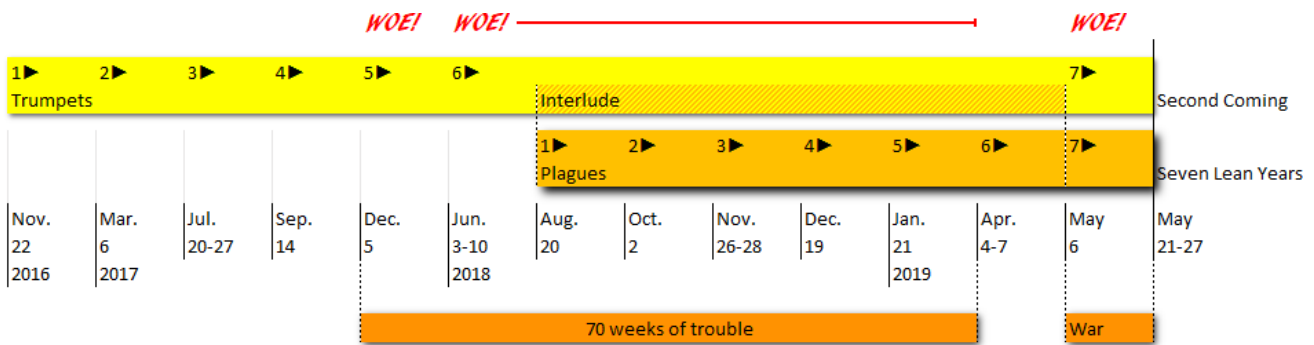 WOE! WOE! WOE!
1▶ 2▶ 3▶ 4▶ 5▶ 6▶ 7▶
Trumpets Interlude Second Coming
1▶ 2▶ 3▶ 4▶ 5▶ 6▶ 7▶
Plagues Seven Lean Years
Nov. Mar. Jul. Sep. Dec. Jun. Aug. Oct. Nov. Dec. Jan. Apr. May May
22 6 20-27 14 5 3-10 20 2 26-28 19 21 4-7 6 21-27
2016 2017 2018 2019
70 weeks of trouble War